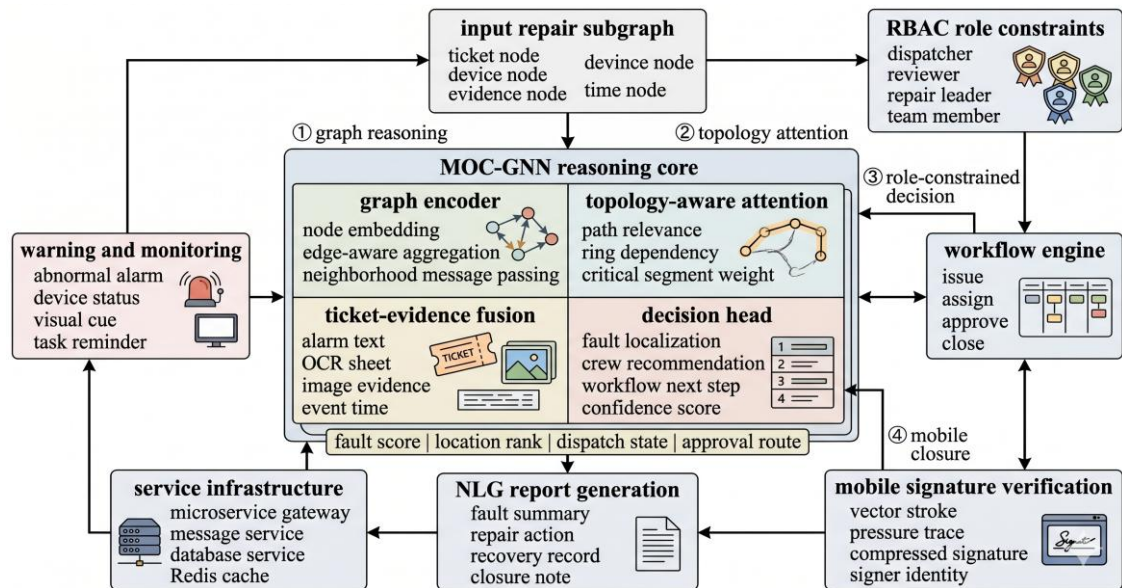 input repair subgraph
ticket node
device node
evidence node
devince node
time node
RBAC role constraints
dispatcher
reviewer
repair leader
team member
① graph reasoning
② topology attention
MOC-GNN reasoning core
graph encoder
node embedding
edge-aware aggregation
neighborhood message passing
topology-aware attention
path relevance
ring dependency
critical segment weight
③ role-constrained
decision
warning and monitoring
abnormal alarm
device status
visual cue
task reminder
workflow engine
issue
assign
approve
close
ticket-evidence fusion
alarm text
OCR sheet
image evidence
event time
TICKET
decision head
fault localization
crew recommendation
workflow next step
confidence score
1
2
3
4
fault score | location rank | dispatch state | approval route
④ mobile
closure
service infrastructure
microservice gateway
message service
database service
Redis cache
NLG report generation
fault summary
repair action
recovery record
closure note
mobile signature verification
vector stroke
pressure trace
compressed signature
signer identity